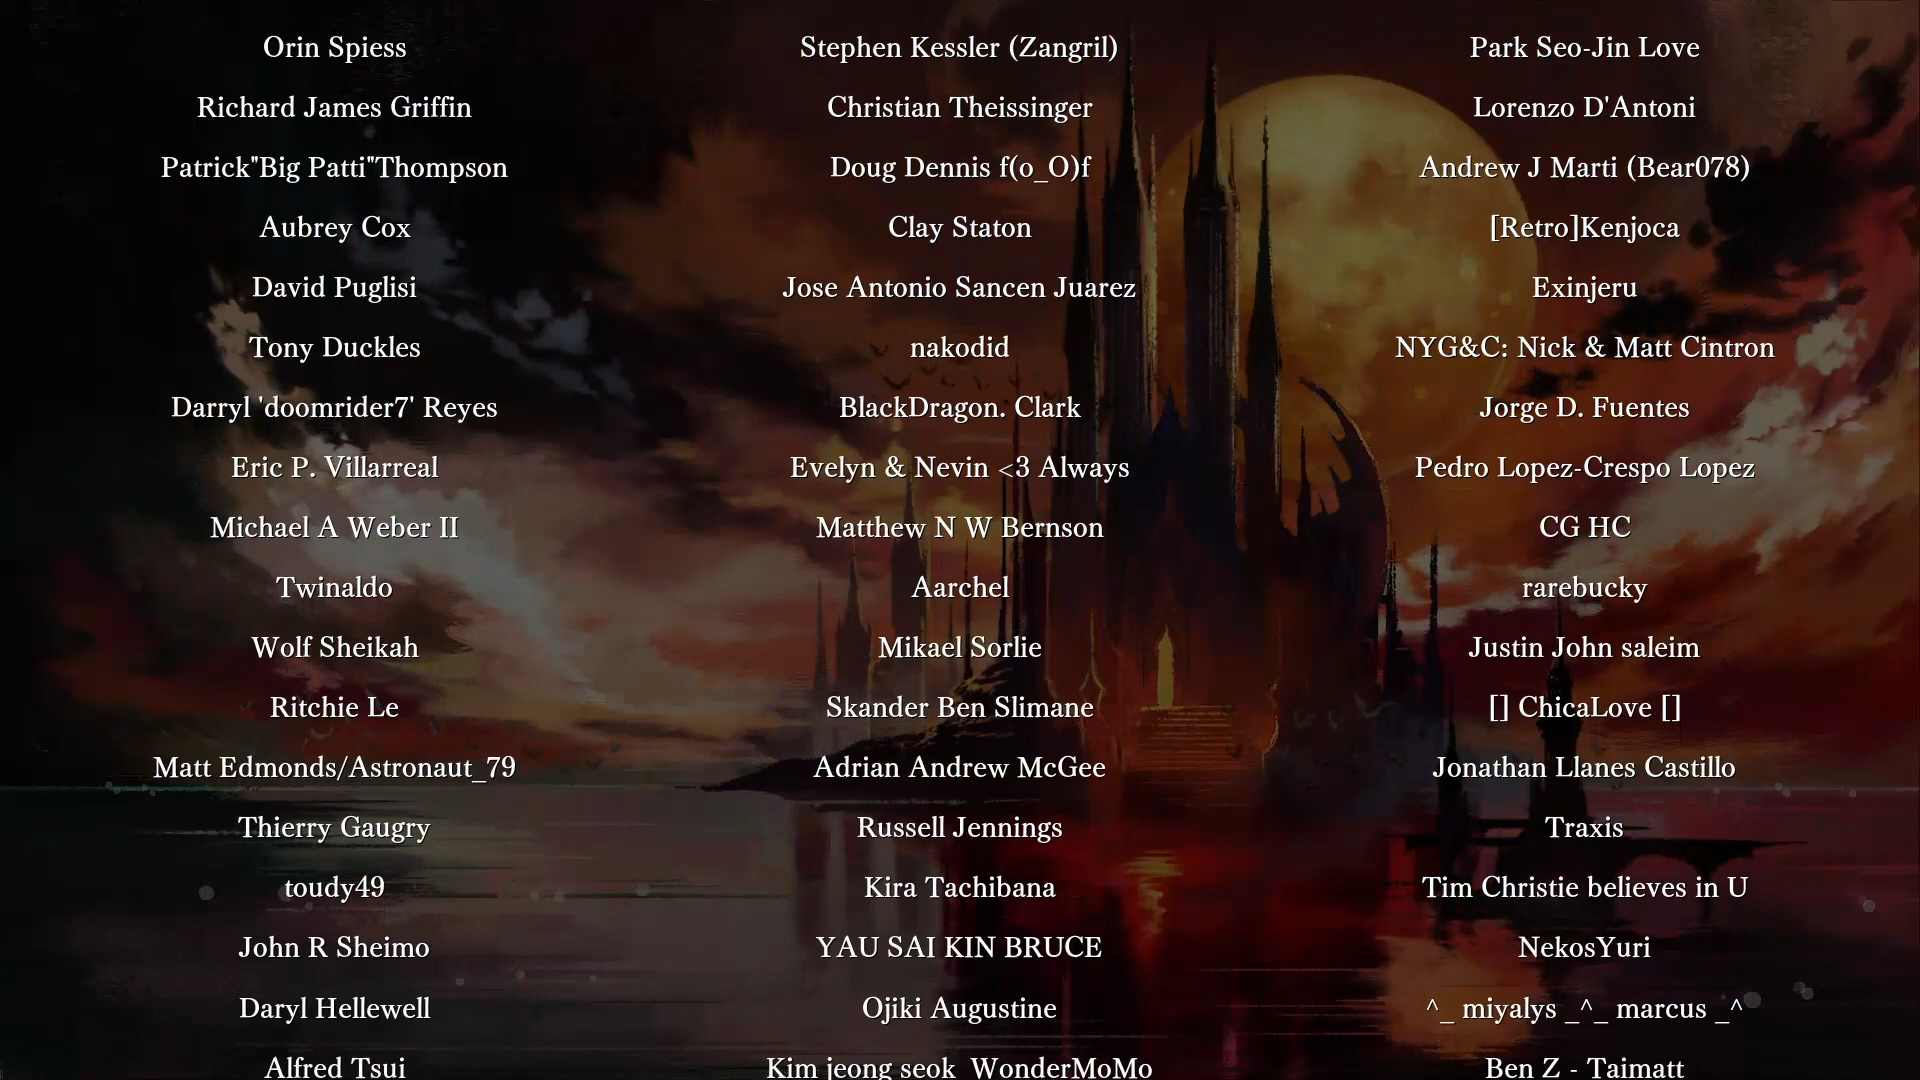 Orin Spiess Stephen Kessler (Zangril) Park Seo-Jin Love
Richard James Griffin Christian Theissinger Lorenzo D'Antoni
Patrick"Big Patti"Thompson Doug Dennis f(o_O)f Andrew J Marti (Bear078)
Aubrey Cox Clay Staton [Retro]Kenjoca
David Puglisi Jose Antonio Sancen Juarez Exinjeru
Tony Duckles nakodid NYG&C: Nick & Matt Cintron
Darryl 'doomrider7' Reyes BlackDragon. Clark Jorge D. Fuentes
Eric P. Villarreal Evelyn & Nevin <3 Always Pedro Lopez-Crespo Lopez
Michael A Weber II Matthew N W Bernson CG HC
Twinaldo Aarchel rarebucky
Wolf Sheikah Mikael Sorlie Justin John saleim
Ritchie Le Skander Ben Slimane [] ChicaLove []
Matt Edmonds/Astronaut_79 Adrian Andrew McGee Jonathan Llanes Castillo
Thierry Gaugry Russell Jennings Traxis
toudy49 Kira Tachibana Tim Christie believes in U
John R Sheimo YAU SAI KIN BRUCE NekosYuri
Daryl Hellewell Ojiki Augustine ^_ miyalys _^_ marcus _^
Alfred Tsui Kim jeong seok_WonderMoMo Ben Z - Taimatt